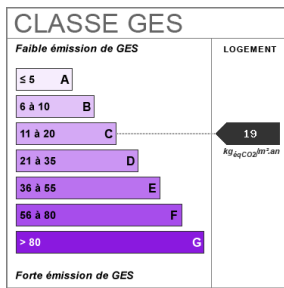 CLASSE GES
Faible émission de GES
LOGEMENT
≤ 5 A
6 à 10 B
11 à 20 C
19
kgéqCO2/m².an
21 à 35 D
36 à 55 E
56 à 80 F
> 80 G
Forte émission de GES